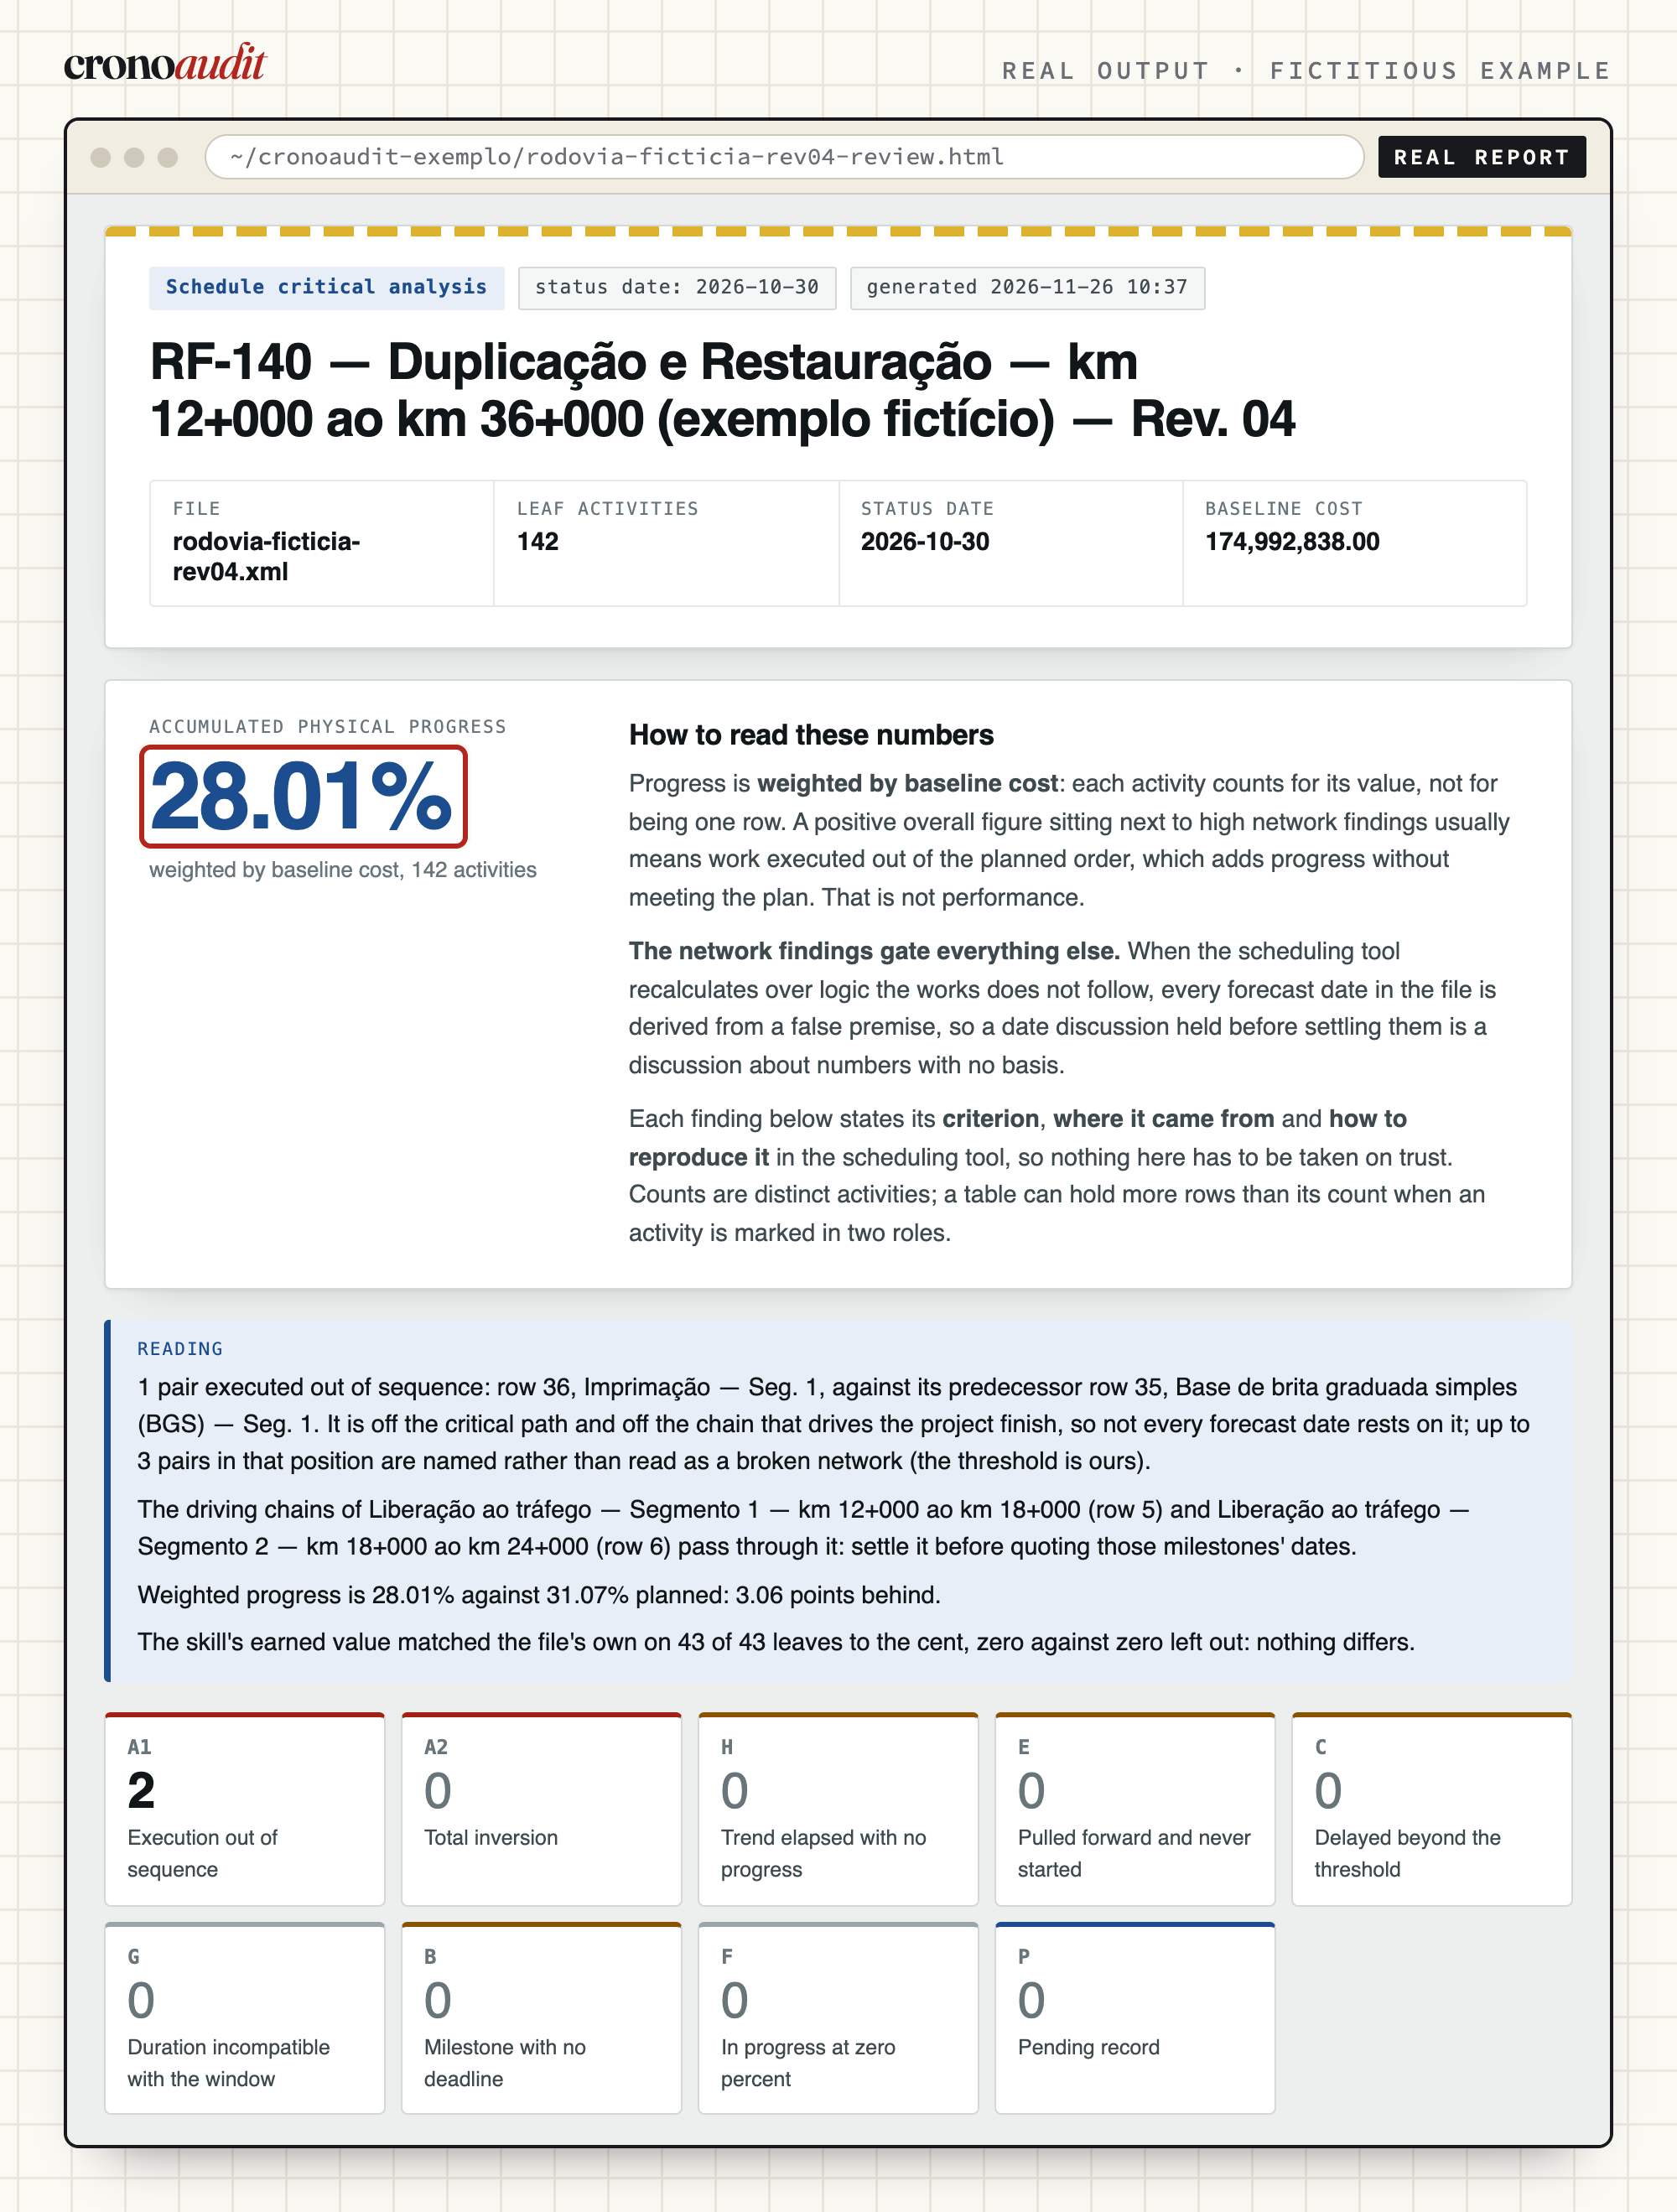 cronoaudit
REAL OUTPUT · FICTITIOUS EXAMPLE
~/cronoaudit-exemplo/rodovia-ficticia-rev04-review.html
REAL REPORT
Schedule critical analysis
status date: 2026-10-30
generated 2026-11-26 10:37
RF-140 — Duplicação e Restauração — km
12+000 ao km 36+000 (exemplo fictício) — Rev. 04
FILE
rodovia-ficticia-
rev04.xml
LEAF ACTIVITIES
142
STATUS DATE
2026-10-30
BASELINE COST
174,992,838.00
ACCUMULATED PHYSICAL PROGRESS
28.01%
weighted by baseline cost, 142 activities
How to read these numbers
Progress is weighted by baseline cost: each activity counts for its value, not for
being one row. A positive overall figure sitting next to high network findings usually
means work executed out of the planned order, which adds progress without
meeting the plan. That is not performance.
The network findings gate everything else. When the scheduling tool
recalculates over logic the works does not follow, every forecast date in the file is
derived from a false premise, so a date discussion held before settling them is a
discussion about numbers with no basis.
Each finding below states its criterion, where it came from and how to
reproduce it in the scheduling tool, so nothing here has to be taken on trust.
Counts are distinct activities; a table can hold more rows than its count when an
activity is marked in two roles.
READING
1 pair executed out of sequence: row 36, Imprimação — Seg. 1, against its predecessor row 35, Base de brita graduada simples
(BGS) — Seg. 1. It is off the critical path and off the chain that drives the project finish, so not every forecast date rests on it; up to
3 pairs in that position are named rather than read as a broken network (the threshold is ours).
The driving chains of Liberação ao tráfego — Segmento 1 — km 12+000 ao km 18+000 (row 5) and Liberação ao tráfego —
Segmento 2 — km 18+000 ao km 24+000 (row 6) pass through it: settle it before quoting those milestones' dates.
Weighted progress is 28.01% against 31.07% planned: 3.06 points behind.
The skill's earned value matched the file's own on 43 of 43 leaves to the cent, zero against zero left out: nothing differs.
A1
2
Execution out of
sequence
A2
0
Total inversion
H
0
Trend elapsed with no
progress
E
0
Pulled forward and never
started
C
0
Delayed beyond the
threshold
G
0
Duration incompatible
with the window
B
0
Milestone with no
deadline
F
0
In progress at zero
percent
P
0
Pending record